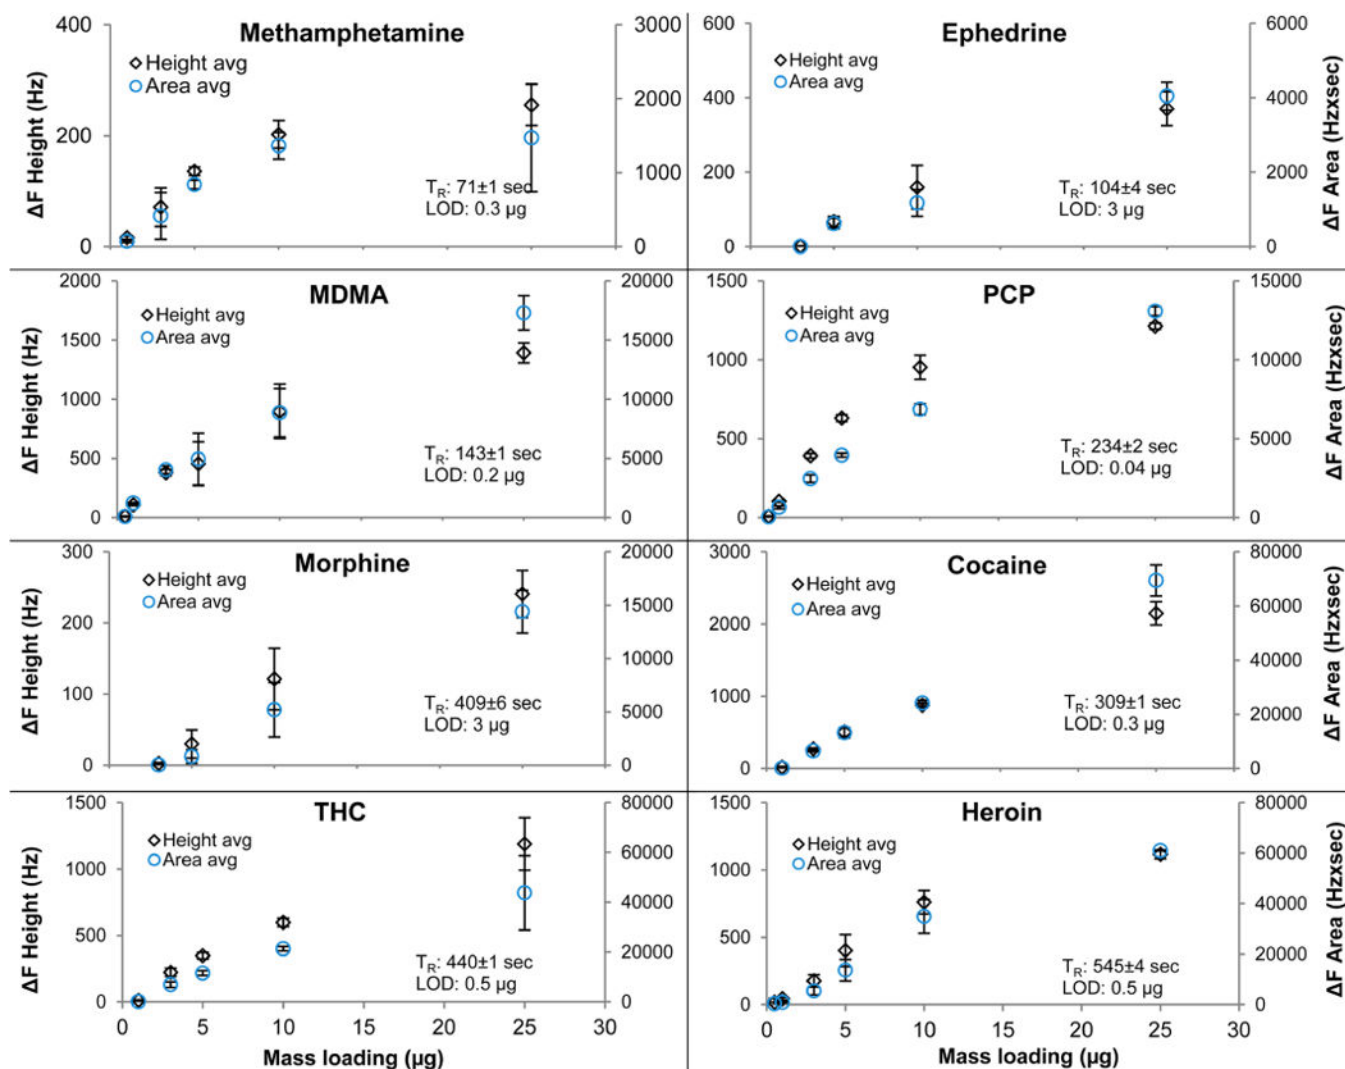 Methamphetamine
Height avg
Area avg
400
300
200
100
0
3000
2000
1000
0
ΔF Height (Hz)
T_R: 71±1 sec
LOD: 0.3 µg
Ephedrine
Height avg
Area avg
600
400
200
0
6000
4000
2000
0
ΔF Area (Hzxsec)
T_R: 104±4 sec
LOD: 3 µg
MDMA
Height avg
Area avg
2000
1500
1000
500
0
20000
15000
10000
5000
0
ΔF Height (Hz)
T_R: 143±1 sec
LOD: 0.2 µg
PCP
Height avg
Area avg
1500
1000
500
0
15000
10000
5000
0
ΔF Area (Hzxsec)
T_R: 234±2 sec
LOD: 0.04 µg
Morphine
Height avg
Area avg
300
200
100
0
20000
15000
10000
5000
0
ΔF Height (Hz)
T_R: 409±6 sec
LOD: 3 µg
Cocaine
Height avg
Area avg
3000
2000
1000
0
80000
60000
40000
20000
0
ΔF Area (Hzxsec)
T_R: 309±1 sec
LOD: 0.3 µg
THC
Height avg
Area avg
1500
1000
500
0
80000
60000
40000
20000
0
ΔF Height (Hz)
T_R: 440±1 sec
LOD: 0.5 µg
0 5 10 15 20 25 30
Mass loading (µg)
Heroin
Height avg
Area avg
1500
1000
500
0
80000
60000
40000
20000
0
ΔF Area (Hzxsec)
T_R: 545±4 sec
LOD: 0.5 µg
0 5 10 15 20 25 30
Mass loading (µg)